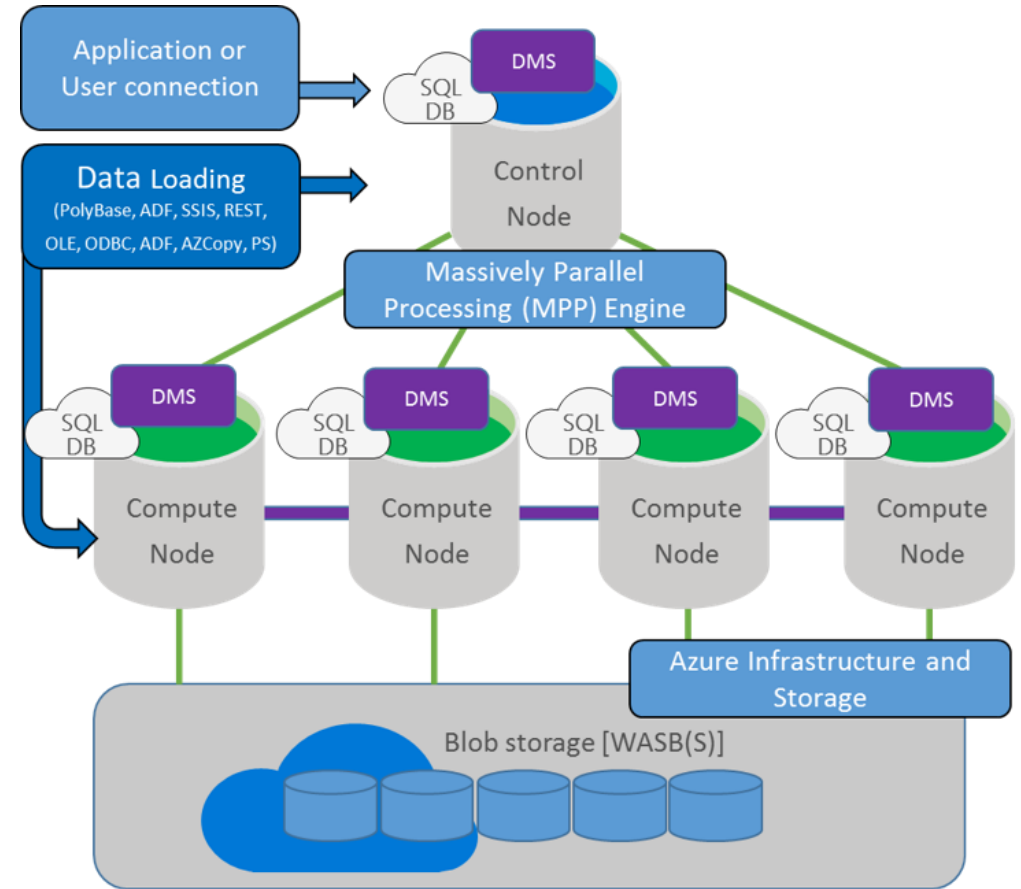 Application or
User connection
DMS
SQL
DB
Control
Node
Data Loading
(PolyBase, ADF, SSIS, REST,
OLE, ODBC, ADF, AZCopy, PS)
Massively Parallel
Processing (MPP) Engine
DMS
SQL
DB
Compute
Node
DMS
SQL
DB
Compute
Node
DMS
SQL
DB
Compute
Node
DMS
SQL
DB
Compute
Node
Azure Infrastructure and
Storage
Blob storage [WASB(S)]